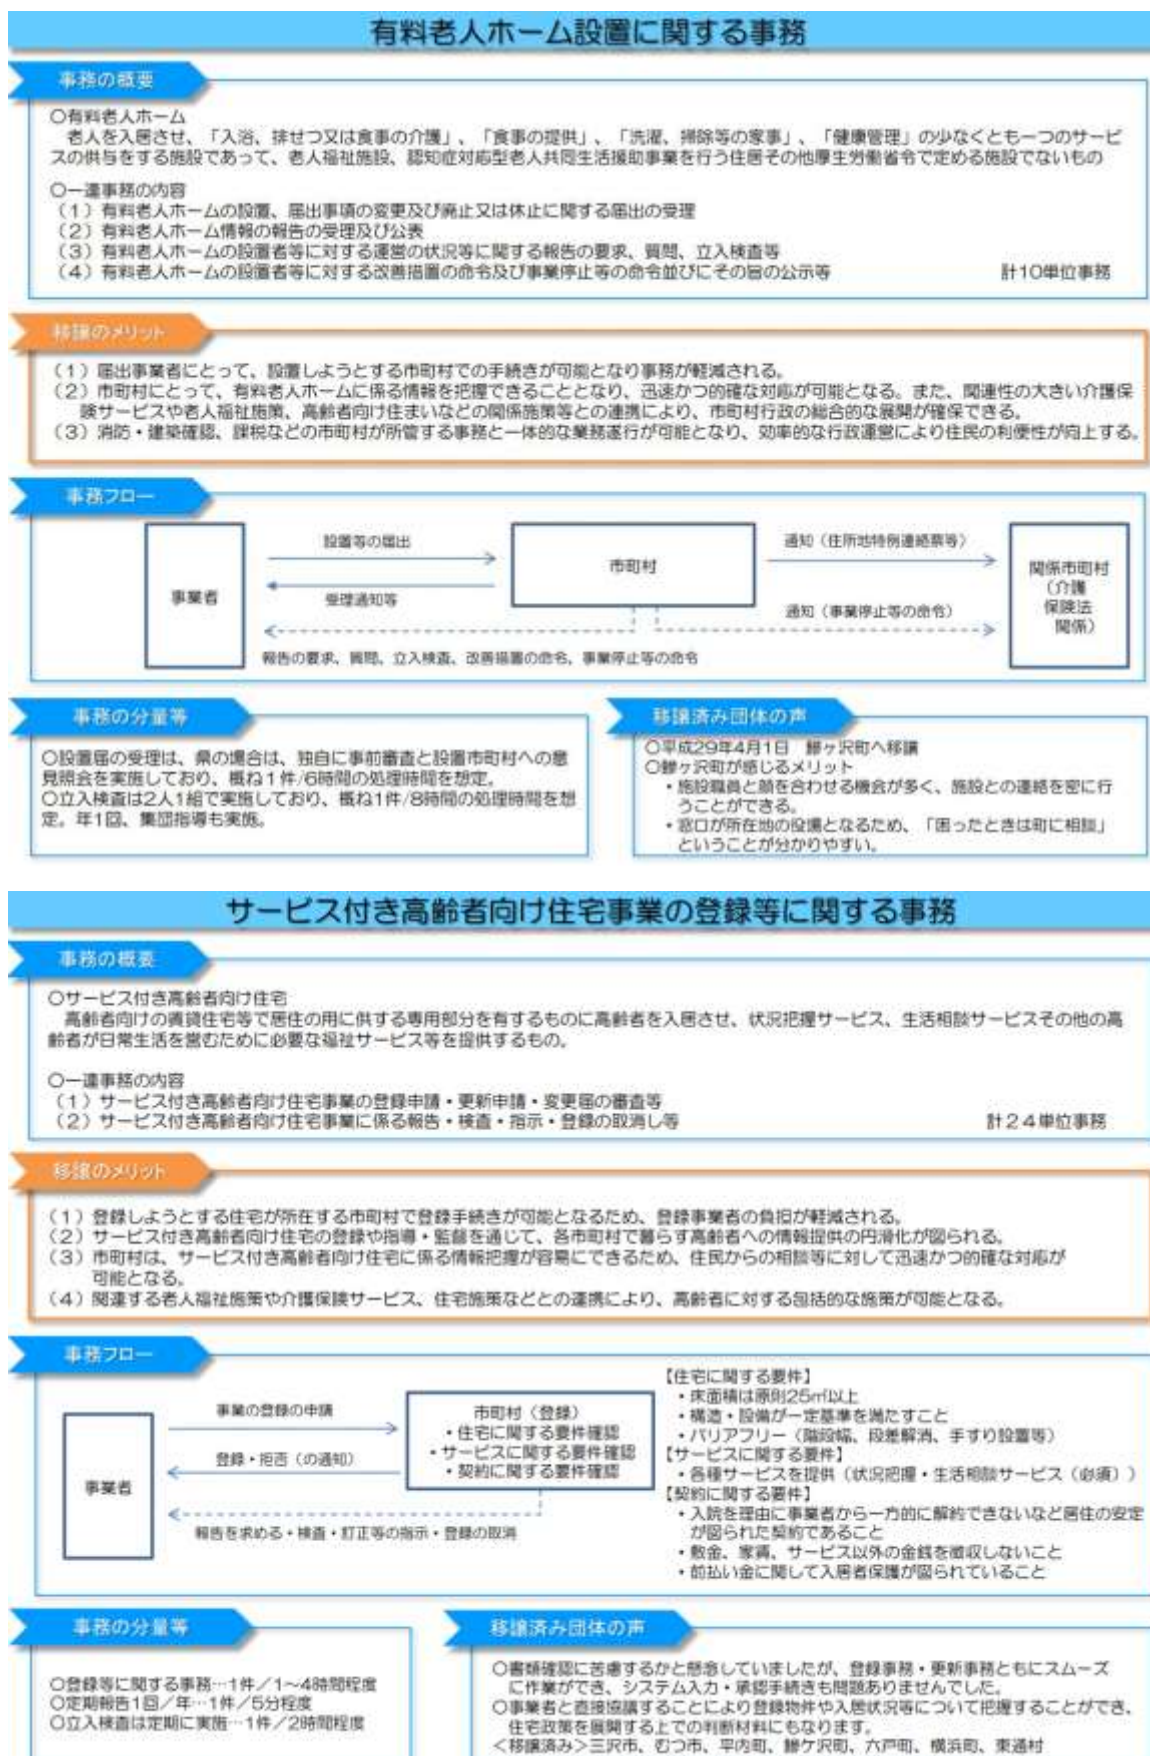 有料老人ホーム設置に関する事務
事務の概要
○有料老人ホーム
老人を入居させ、「入浴、排せつ又は食事の介護」、「食事の提供」、「洗濯、掃除等の家事」、「健康管理」の少なくとも一つのサービ
スの供与をする施設であって、老人福祉施設、認知症対応型老人共同生活援助事業を行う住居その他厚生労働省令で定める施設でないもの
○一連事務の内容
(1)有料老人ホームの設置、届出事項の変更及び廃止又は休止に関する届出の受理
(2)有料老人ホーム情報の報告の受理及び公表
(3)有料老人ホームの設置者等に対する運営の状況等に関する報告の要求、質問、立入検査等
(4)有料老人ホームの設置者等に対する改善措置の命令及び事業停止等の命令並びにその旨の公示等 計10単位事務
移譲のメリット
(1)届出事業者にとって、設置しようとする市町村での手続きが可能となり事務が軽減される。
(2)市町村にとって、有料老人ホームに係る情報を把握できることとなり、迅速かつ的確な対応が可能となる。また、関連性の大きい介護保
険サービスや老人福祉施策、高齢者向け住まいなどの関係施策等との連携により、市町村行政の総合的な展開が確保できる。
(3)消防・建築確認、課税などの市町村が所管する事務と一体的な業務遂行が可能となり、効率的な行政運営により住民の利便性が向上する。
事務フロー
事業者
設置等の届出
受理通知等
市町村
通知(住所地特例連絡票等)
通知(事業停止等の命令)
関係市町村
(介護
保険法
関係)
報告の要求、質問、立入検査、改善措置の命令、事業停止等の命令
事務の分量等
○設置届の受理は、県の場合は、独自に事前審査と設置市町村への意
見照会を実施しており、概ね1件/6時間の処理時間を想定。
○立入検査は2人1組で実施しており、概ね1件/8時間の処理時間を想
定。年1回、集団指導も実施。
移譲済み団体の声
○平成29年4月1日 鰺ヶ沢町へ移譲
○鰺ヶ沢町が感じるメリット
・施設職員と顔を合わせる機会が多く、施設との連絡を密に行
うことができる。
・窓口が所在地の役場となるため、「困ったときは町に相談」
ということが分かりやすい。
サービス付き高齢者向け住宅事業の登録等に関する事務
事務の概要
○サービス付き高齢者向け住宅
高齢者向けの賃貸住宅等で居住の用に供する専用部分を有するものに高齢者を入居させ、状況把握サービス、生活相談サービスその他の高
齢者が日常生活を営むために必要な福祉サービス等を提供するもの。
○一連事務の内容
(1)サービス付き高齢者向け住宅事業の登録申請・更新申請・変更届の審査等
(2)サービス付き高齢者向け住宅事業に係る報告・検査・指示・登録の取消し等 計24単位事務
移譲のメリット
(1)登録しようとする住宅が所在する市町村で登録手続きが可能となるため、登録事業者の負担が軽減される。
(2)サービス付き高齢者向け住宅の登録や指導・監督を通じて、各市町村で暮らす高齢者への情報提供の円滑化が図られる。
(3)市町村は、サービス付き高齢者向け住宅に係る情報把握が容易にできるため、住民からの相談等に対して迅速かつ的確な対応が
可能となる。
(4)関連する老人福祉施策や介護保険サービス、住宅施策などとの連携により、高齢者に対する包括的な施策が可能となる。
事務フロー
事業者
事業の登録の申請
登録・拒否(の通知)
市町村(登録)
・住宅に関する要件確認
・サービスに関する要件確認
・契約に関する要件確認
報告を求める・検査・訂正等の指示・登録の取消
【住宅に関する要件】
・床面積は原則25㎡以上
・構造・設備が一定基準を満たすこと
・バリアフリー(階段幅、段差解消、手すり設置等)
【サービスに関する要件】
・各種サービスを提供(状況把握・生活相談サービス(必須))
【契約に関する要件】
・入院を理由に事業者から一方的に解約できないなど居住の安定
が図られた契約であること
・敷金、家賃、サービス以外の金銭を徴収しないこと
・前払い金に関して入居者保護が図られていること
事務の分量等
○登録等に関する事務…1件/1～4時間程度
○定期報告1回/年…1件/5分程度
○立入検査は定期に実施…1件/2時間程度
移譲済み団体の声
○書類確認に苦慮するかと懸念していましたが、登録事務・更新事務ともにスムーズ
に作業ができ、システム入力・承認手続きも問題ありませんでした。
○事業者と直接協議することにより登録物件や入居状況等について把握することができ、
住宅政策を展開する上での判断材料にもなります。
<移譲済み>三沢市、むつ市、平内町、鰺ケ沢町、六戸町、横浜町、東通村